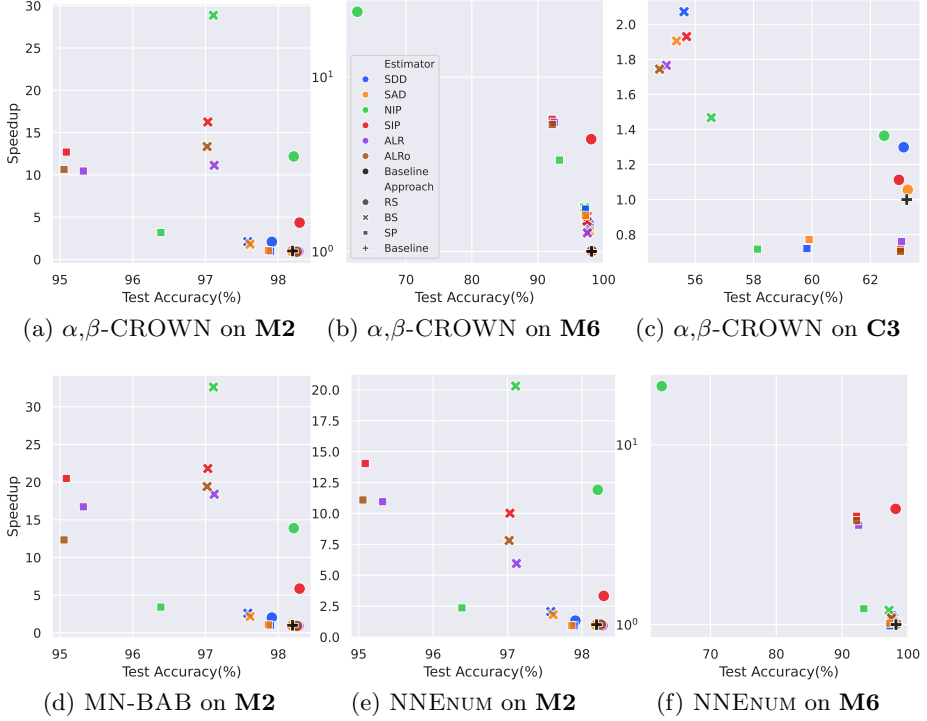 Speedup
30
25
20
15
10
5
0
95 96 97 98
Test Accuracy(%)
(a) α,β-CROWN on M2
10¹
10⁰
70 80 90 100
Test Accuracy(%)
Estimator
SDD
SAD
NIP
SIP
ALR
ALRo
Baseline
Approach
RS
BS
SP
Baseline
(b) α,β-CROWN on M6
2.0
1.8
1.6
1.4
1.2
1.0
0.8
56 58 60 62
Test Accuracy(%)
(c) α,β-CROWN on C3
Speedup
30
25
20
15
10
5
0
95 96 97 98
Test Accuracy(%)
(d) MN-BAB on M2
20.0
17.5
15.0
12.5
10.0
7.5
5.0
2.5
0.0
95 96 97 98
Test Accuracy(%)
(e) NNENUM on M2
10¹
10⁰
70 80 90 100
Test Accuracy(%)
(f) NNENUM on M6